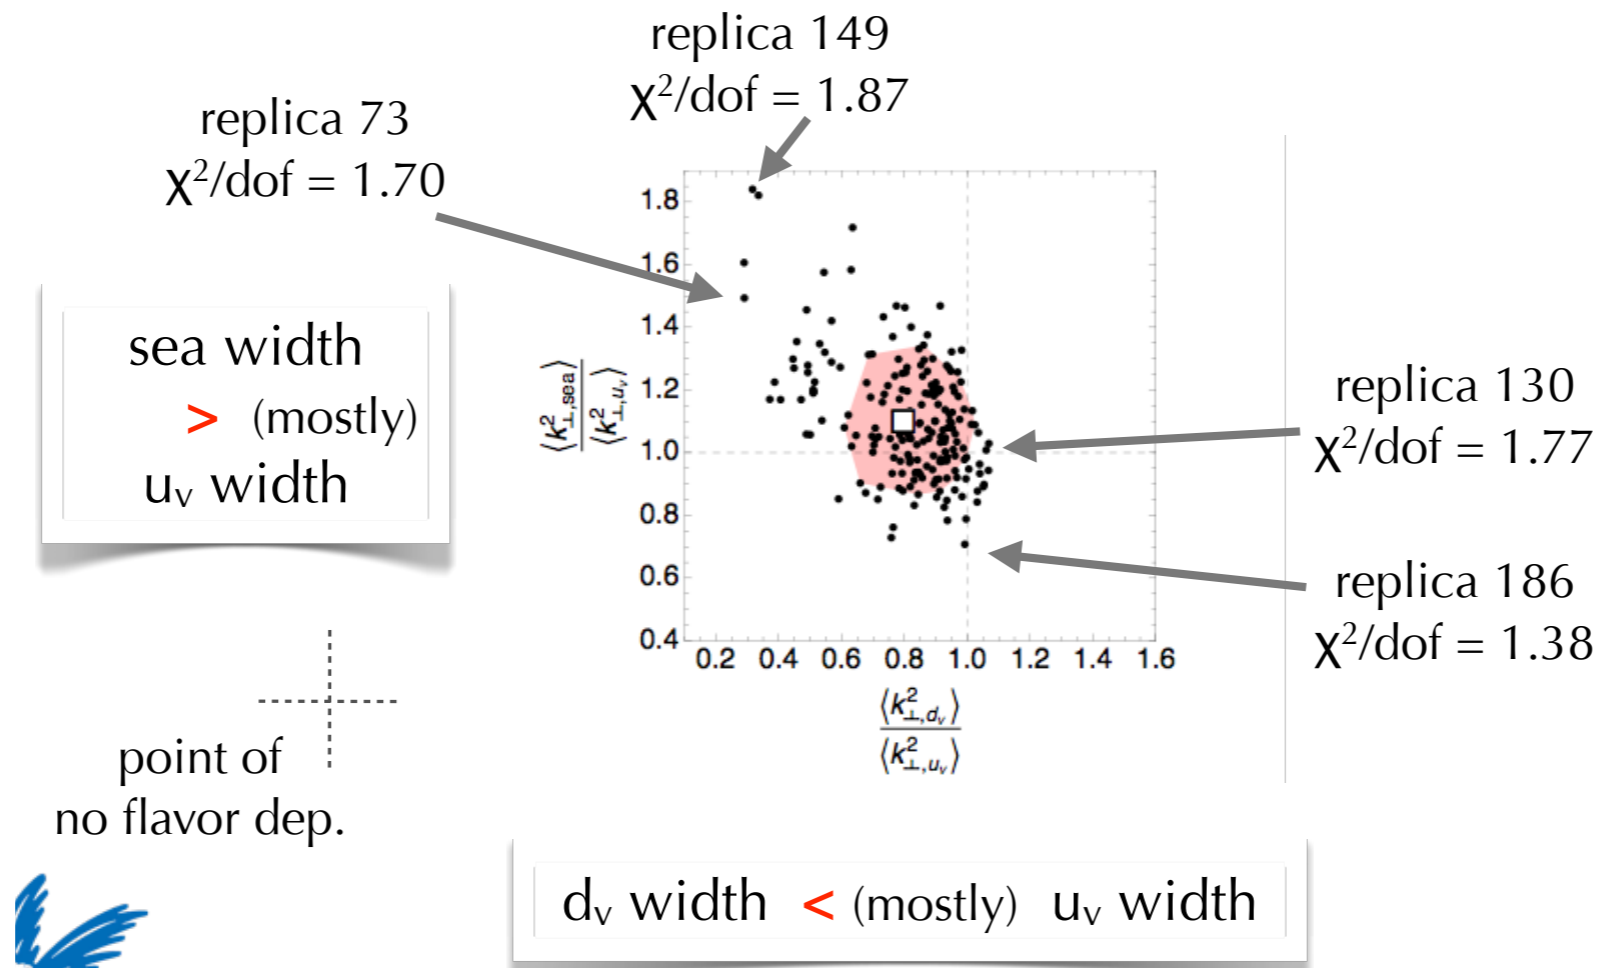 replica 149
χ²/dof = 1.87
replica 73
χ²/dof = 1.70
sea width
> (mostly)
uᵥ width
point of
no flavor dep.
⟨k²⊥,sea⟩
⟨k²⊥,uᵥ⟩
1.8
1.6
1.4
1.2
1.0
0.8
0.6
0.4
0.2 0.4 0.6 0.8 1.0 1.2 1.4 1.6
⟨k²⊥,dᵥ⟩
⟨k²⊥,uᵥ⟩
replica 130
χ²/dof = 1.77
replica 186
χ²/dof = 1.38
dᵥ width < (mostly) uᵥ width